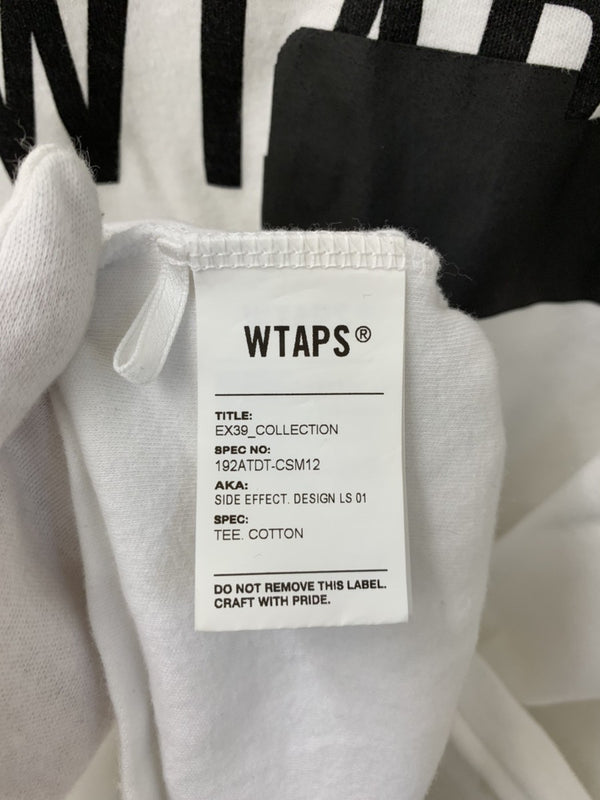 WTAPS
WTAPS®
TITLE:
EX39_COLLECTION
SPEC NO:
192ATDT-CSM12
AKA:
SIDE EFFECT. DESIGN LS 01
SPEC:
TEE. COTTON
DO NOT REMOVE THIS LABEL.
CRAFT WITH PRIDE.